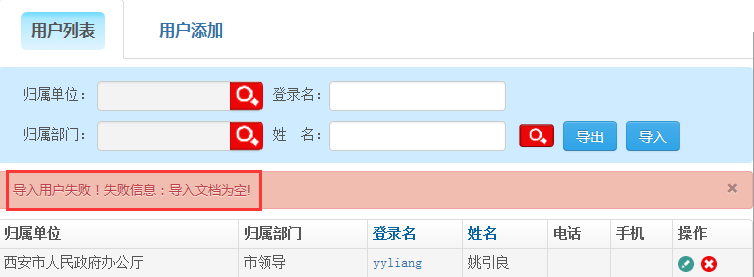 用户列表 用户添加
归属单位： 登录名：
归属部门： 姓 名： 导出 导入
导入用户失败！失败信息：导入文档为空! ×
归属单位 归属部门 登录名 姓名 电话 手机 操作
西安市人民政府办公厅 市领导 yyliang 姚引良